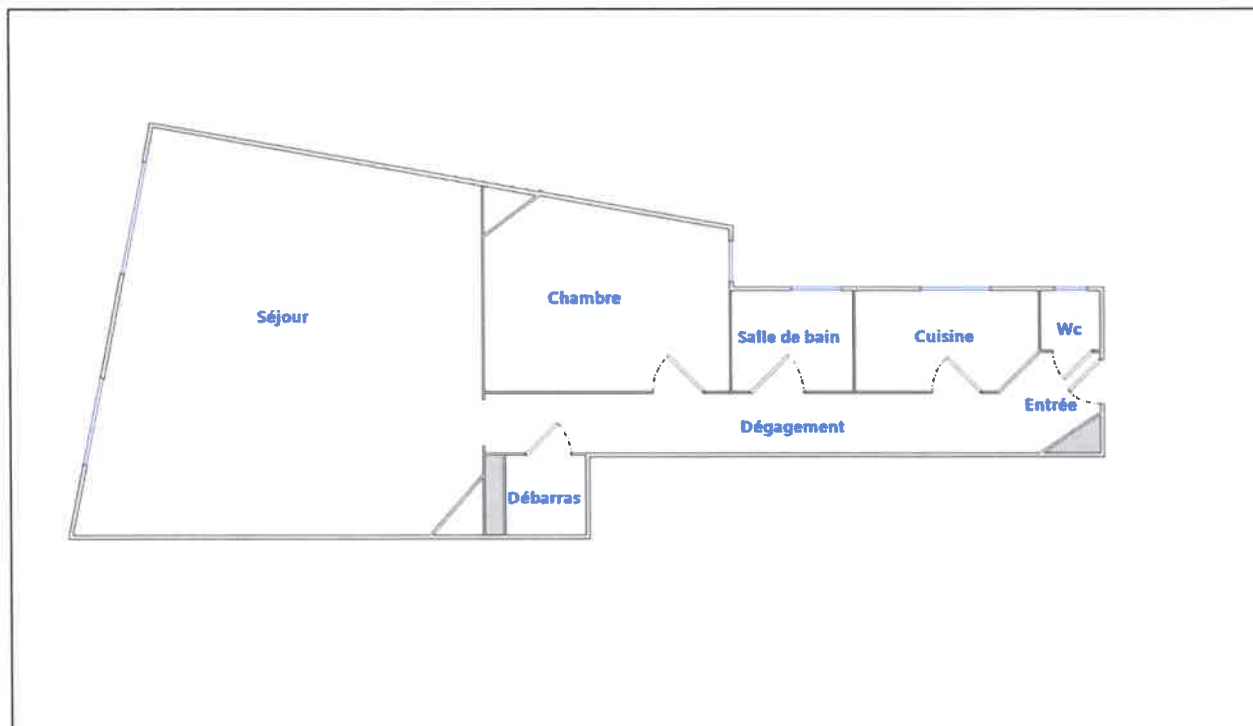 Séjour
Chambre
Salle de bain
Cuisine
Wc
Entrée
Dégagement
Débarras